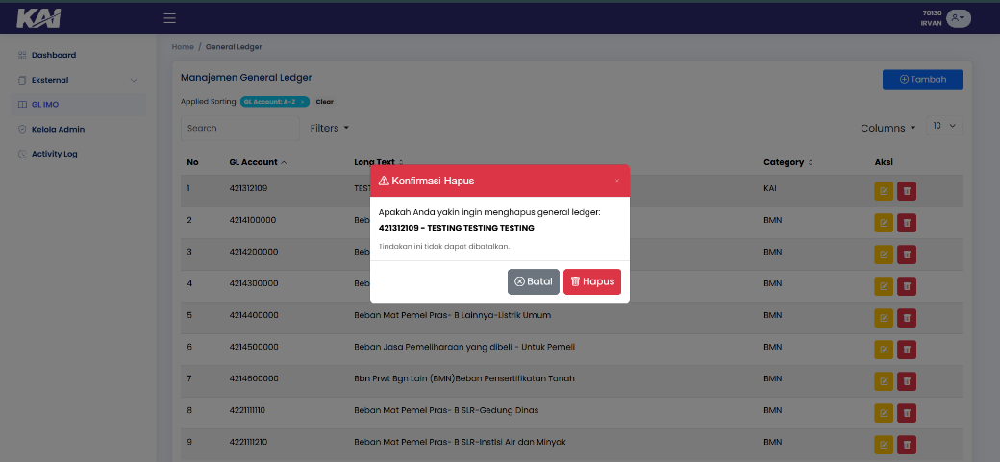 KAI
70130
IRVAN
Dashboard
Eksternal
GL IMO
Kelola Admin
Activity Log
Home / General Ledger
Manajemen General Ledger
Tambah
Applied Sorting: GL Account: A-Z × Clear
Search
Filters
Columns
10
No GL Account Long Text Category Aksi
1 421312109 TEST KAI
2 4214100000 Beb BMN
3 4214200000 Beb BMN
4 4214300000 Beb BMN
5 4214400000 Beban Mat Pemel Pras- B Lainnya-Listrik Umum BMN
6 4214500000 Beban Jasa Pemeliharaan yang dibeli - Untuk Pemeli BMN
7 4214600000 Bbn Prwt Bgn Lain (BMN)Beban Pensertifikatan Tanah BMN
8 4221111110 Beban Mat Pemel Pras- B SLR-Gedung Dinas BMN
9 4221111210 Beban Mat Pemel Pras- B SLR-Instlsi Air dan Minyak BMN
Konfirmasi Hapus ×
Apakah Anda yakin ingin menghapus general ledger:
421312109 - TESTING TESTING TESTING
Tindakan ini tidak dapat dibatalkan.
Batal
Hapus